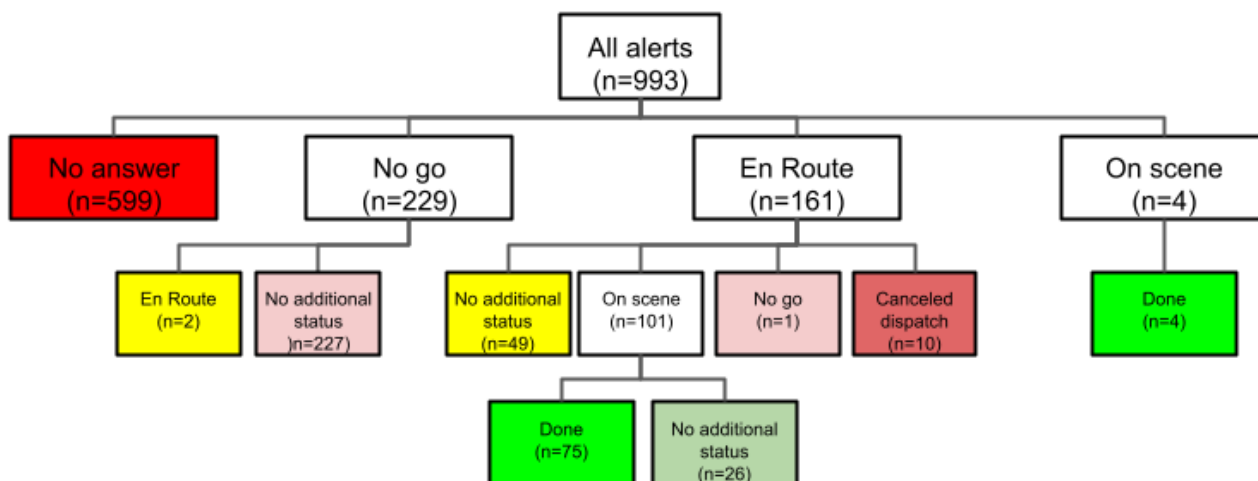 All alerts
(n=993)
No answer
(n=599)
No go
(n=229)
En Route
(n=161)
On scene
(n=4)
En Route
(n=2)
No additional
status
)n=227)
No additional
status
(n=49)
On scene
(n=101)
No go
(n=1)
Canceled
dispatch
(n=10)
Done
(n=4)
Done
(n=75)
No additional
status
(n=26)